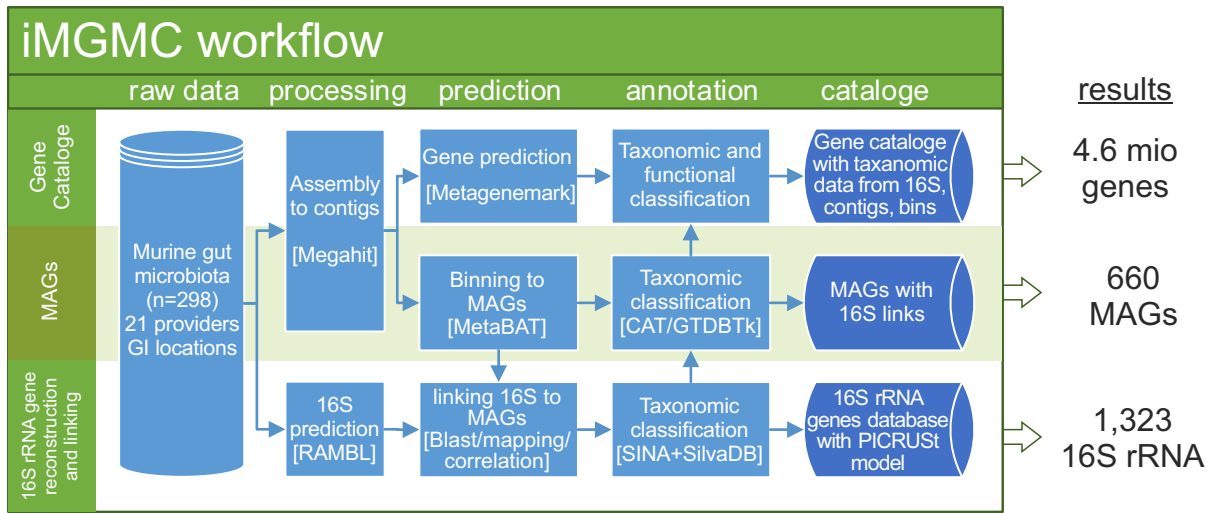 iMGMC workflow
raw data
processing
prediction
annotation
cataloge
results
Gene
Cataloge
Assembly
to contigs
[Megahit]
Gene prediction
[Metagenemark]
Taxonomic and
functional
classification
Gene cataloge
with taxanomic
data from 16S,
contigs, bins
4.6 mio
genes
MAGs
Murine gut
microbiota
(n=298)
21 providers
GI locations
Binning to
MAGs
[MetaBAT]
Taxonomic
classification
[CAT/GTDBTk]
MAGs with
16S links
660
MAGs
16S rRNA gene
reconstruction
and linking
16S
prediction
[RAMBL]
linking 16S to
MAGs
[Blast/mapping/
correlation]
Taxonomic
classification
[SINA+SilvaDB]
16S rRNA
genes database
with PICRUSt
model
1,323
16S rRNA